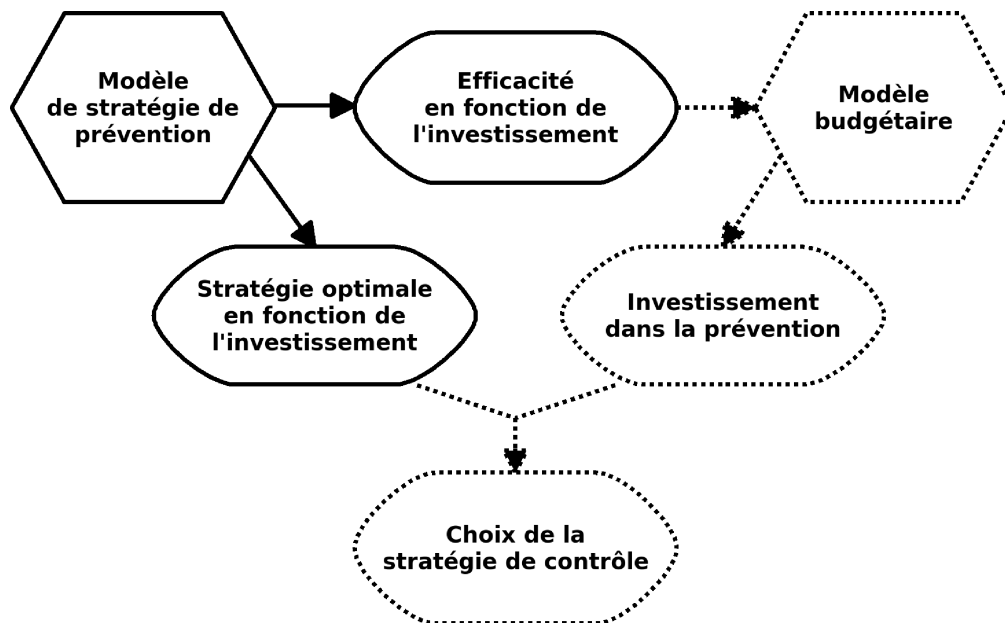 Modèle
de stratégie de
prévention
Efficacité
en fonction de
l'investissement
Modèle
budgétaire
Stratégie optimale
en fonction de
l'investissement
Investissement
dans la prévention
Choix de la
stratégie de contrôle